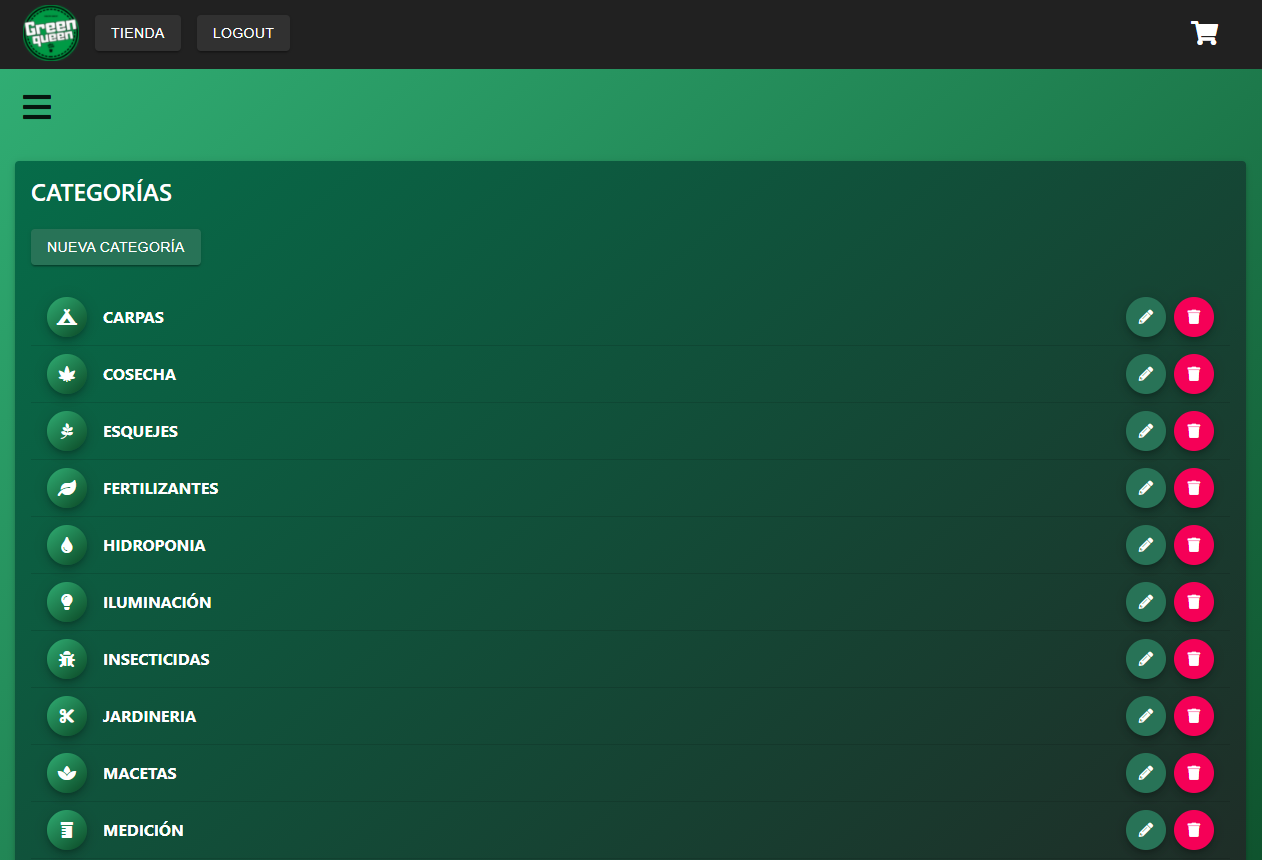 Green
queen
TIENDA
LOGOUT
CATEGORÍAS
NUEVA CATEGORÍA
CARPAS
COSECHA
ESQUEJES
FERTILIZANTES
HIDROPONIA
ILUMINACIÓN
INSECTICIDAS
JARDINERIA
MACETAS
MEDICIÓN